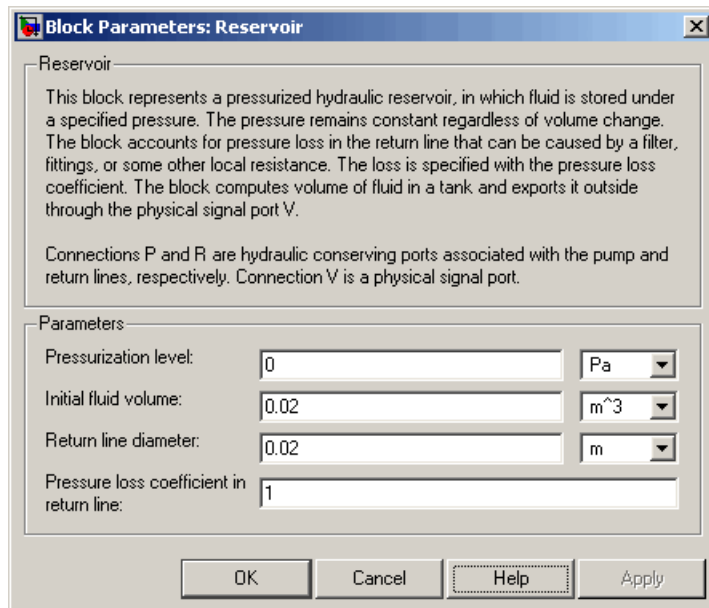 Block Parameters: Reservoir
Reservoir
This block represents a pressurized hydraulic reservoir, in which fluid is stored under
a specified pressure. The pressure remains constant regardless of volume change.
The block accounts for pressure loss in the return line that can be caused by a filter,
fittings, or some other local resistance. The loss is specified with the pressure loss
coefficient. The block computes volume of fluid in a tank and exports it outside
through the physical signal port V.
Connections P and R are hydraulic conserving ports associated with the pump and
return lines, respectively. Connection V is a physical signal port.
Parameters
Pressurization level: 0 Pa
Initial fluid volume: 0.02 m^3
Return line diameter: 0.02 m
Pressure loss coefficient in
return line: 1
OK Cancel Help Apply